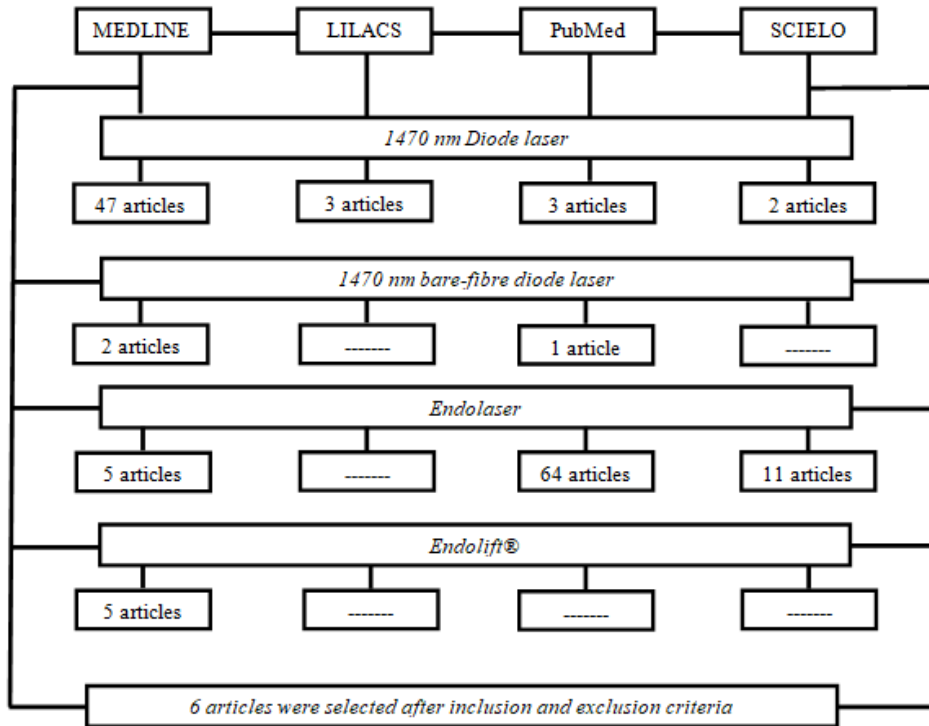 MEDLINE LILACS PubMed SCIELO
1470 nm Diode laser
47 articles 3 articles 3 articles 2 articles
1470 nm bare-fibre diode laser
2 articles ------- 1 article -------
Endolaser
5 articles ------- 64 articles 11 articles
Endolift®
5 articles ------- ------- -------
6 articles were selected after inclusion and exclusion criteria